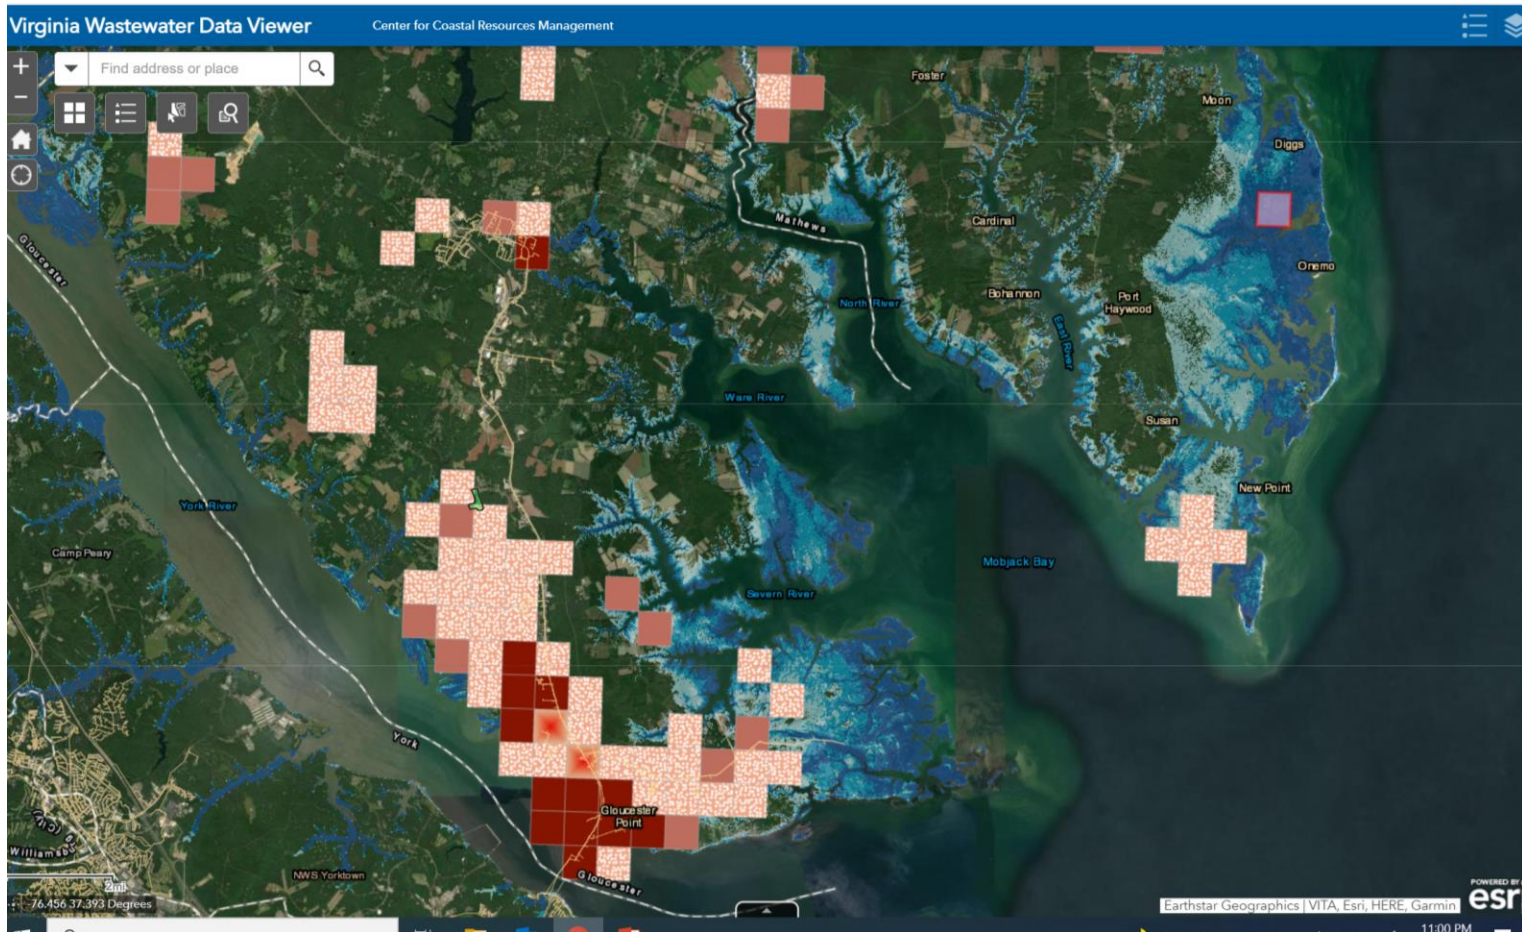 Virginia Wastewater Data Viewer
Center for Coastal Resources Management
+
Find address or place
−
Foster
Moon
Diggs
Mathews
Cardinal
Gloucester
Onemo
Bohannon
Port
Haywood
North River
East River
Ware River
Susan
New Point
York River
Camp Peary
Mobjack Bay
Severn River
York
Gloucester
Point
NWS Yorktown
Gloucester
2mi
-76.456 37.393 Degrees
POWERED BY
esri
Earthstar Geographics | VITA, Esri, HERE, Garmin
11:00 PM